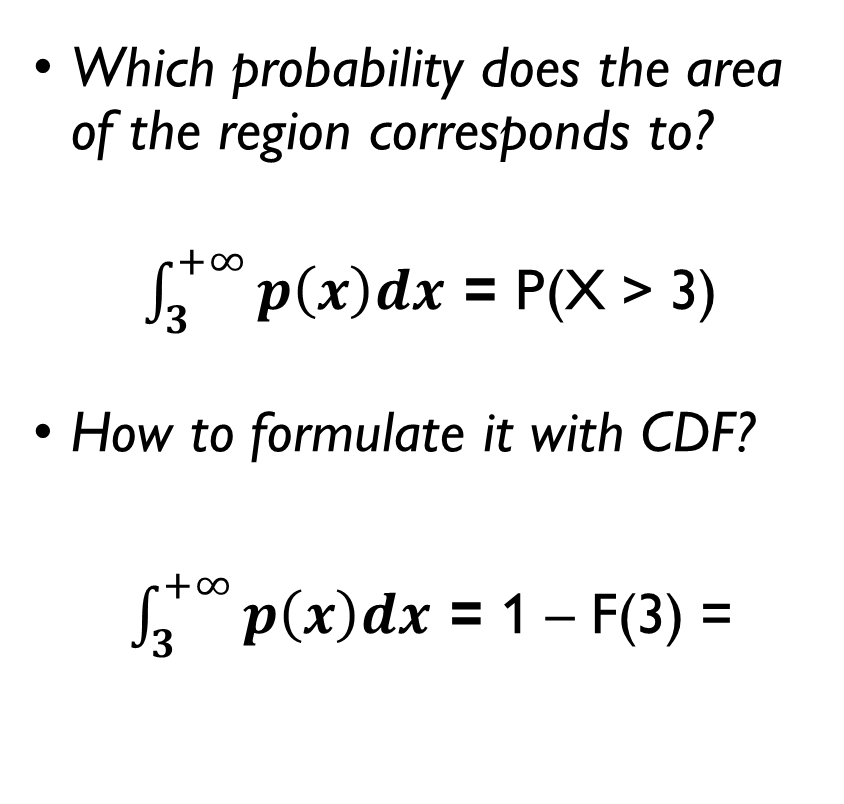 • Which probability does the area
of the region corresponds to?
∫₃⁺∞ p(x)dx = P(X > 3)
• How to formulate it with CDF?
∫₃⁺∞ p(x)dx = 1 – F(3) =